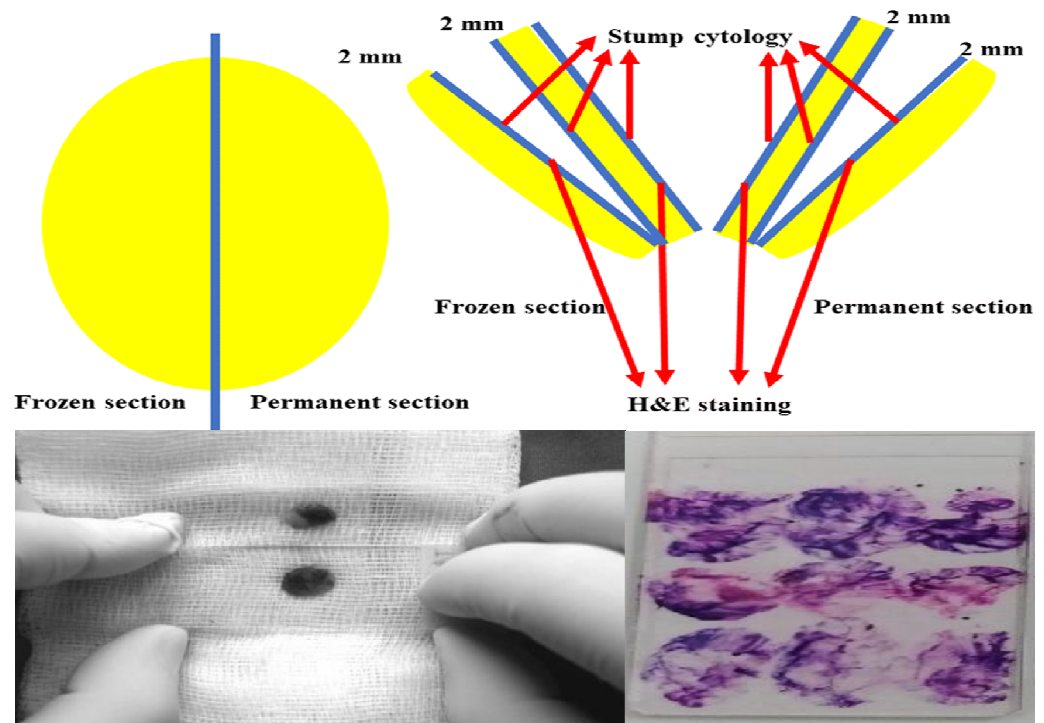 2 mm
2 mm
Stump cytology
2 mm
2 mm
Frozen section
Permanent section
Frozen section
Permanent section
H&E staining